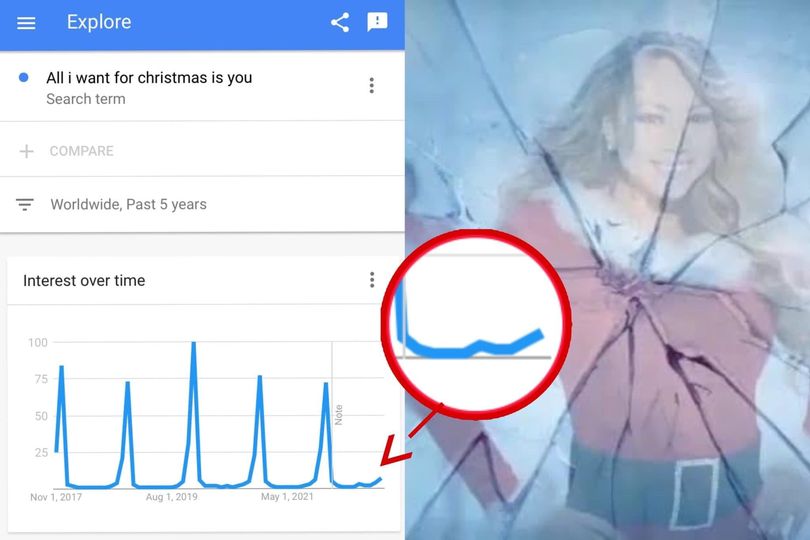 Explore
All i want for christmas is you
Search term
COMPARE
Worldwide, Past 5 years
Interest over time
100
75
50
25
Note
Nov 1, 2017
Aug 1, 2019
May 1, 2021